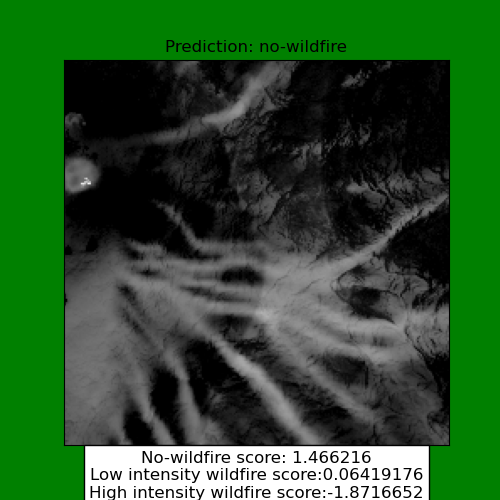 Prediction: no-wildfire
No-wildfire score: 1.466216
Low intensity wildfire score:0.06419176
High intensity wildfire score:-1.8716652